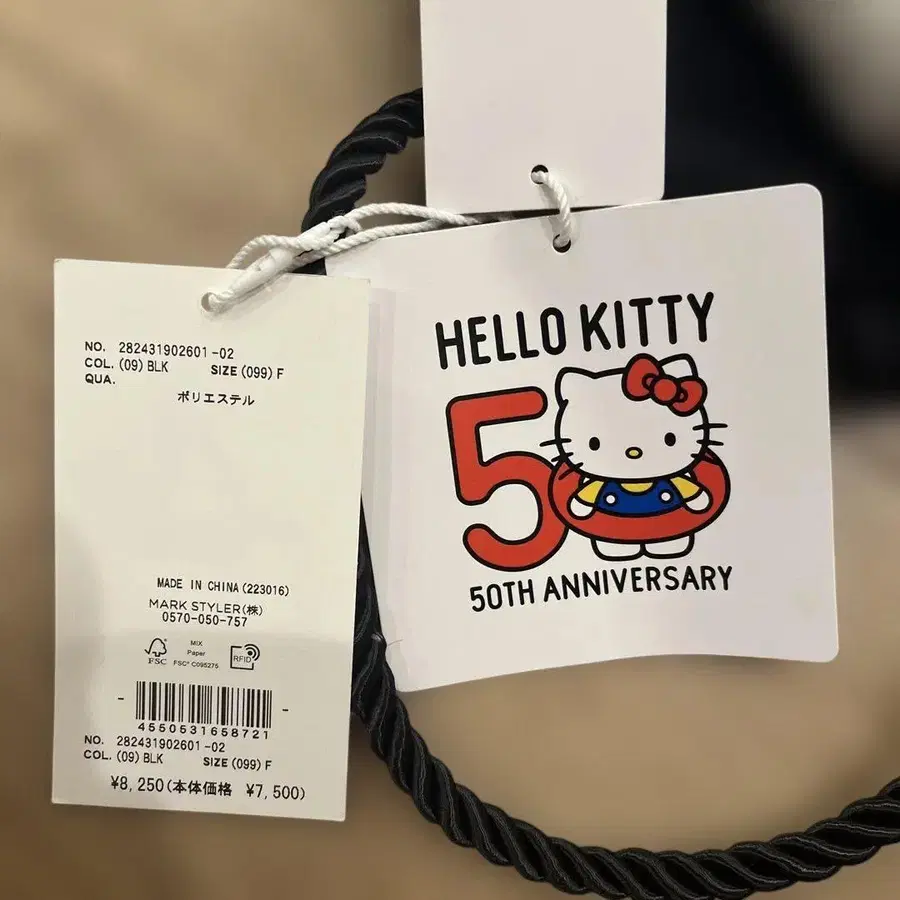 NO. 282431902601-02
COL. (09) BLK SIZE (099) F
QUA.
ポリエステル
MADE IN CHINA (223016)
MARK STYLER(株)
0570-050-757
FSC
MIX
Paper
FSC® C095275
RFID
4550531658721
NO. 282431902601-02
COL. (09) BLK SIZE (099) F
¥8,250(本体価格 ¥7,500)
HELLO KITTY
50
50TH ANNIVERSARY